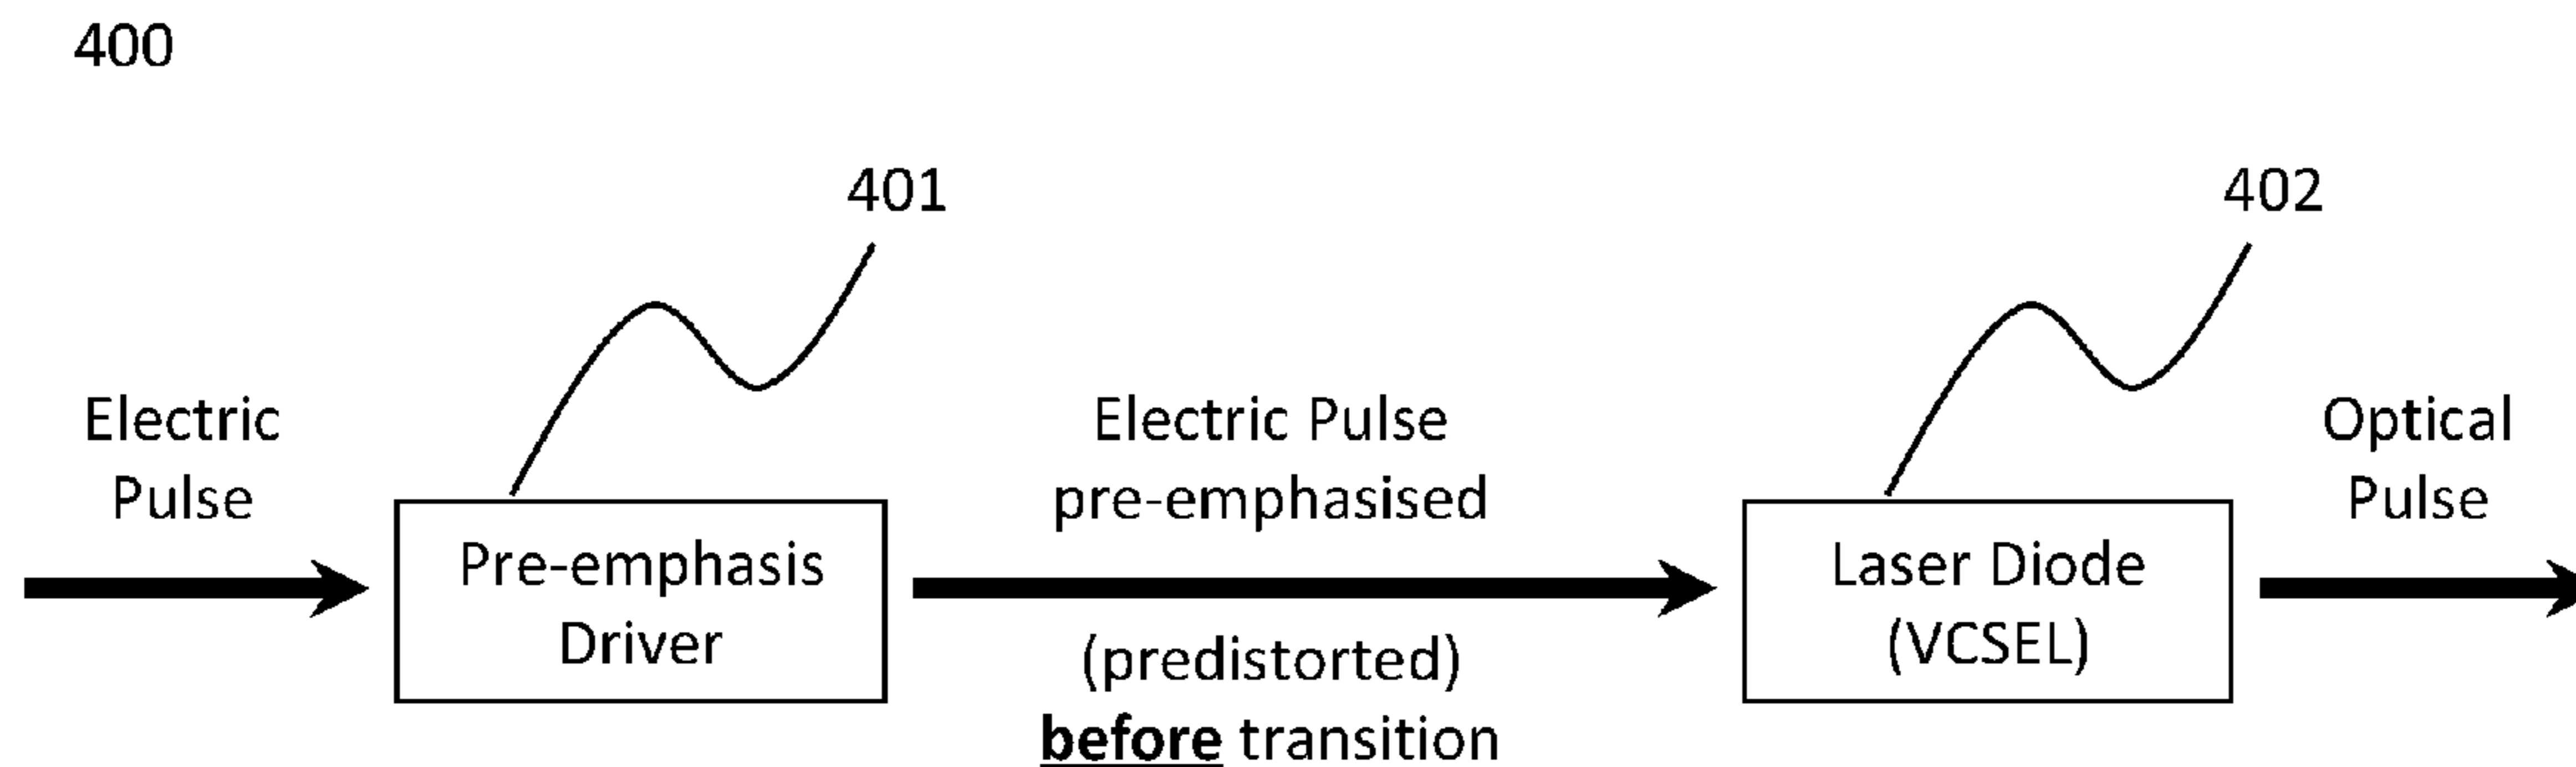 400
401
402
Electric
Pulse
Pre-emphasis
Driver
Electric Pulse
pre-emphasised
(predistorted)
before transition
Laser Diode
(VCSEL)
Optical
Pulse